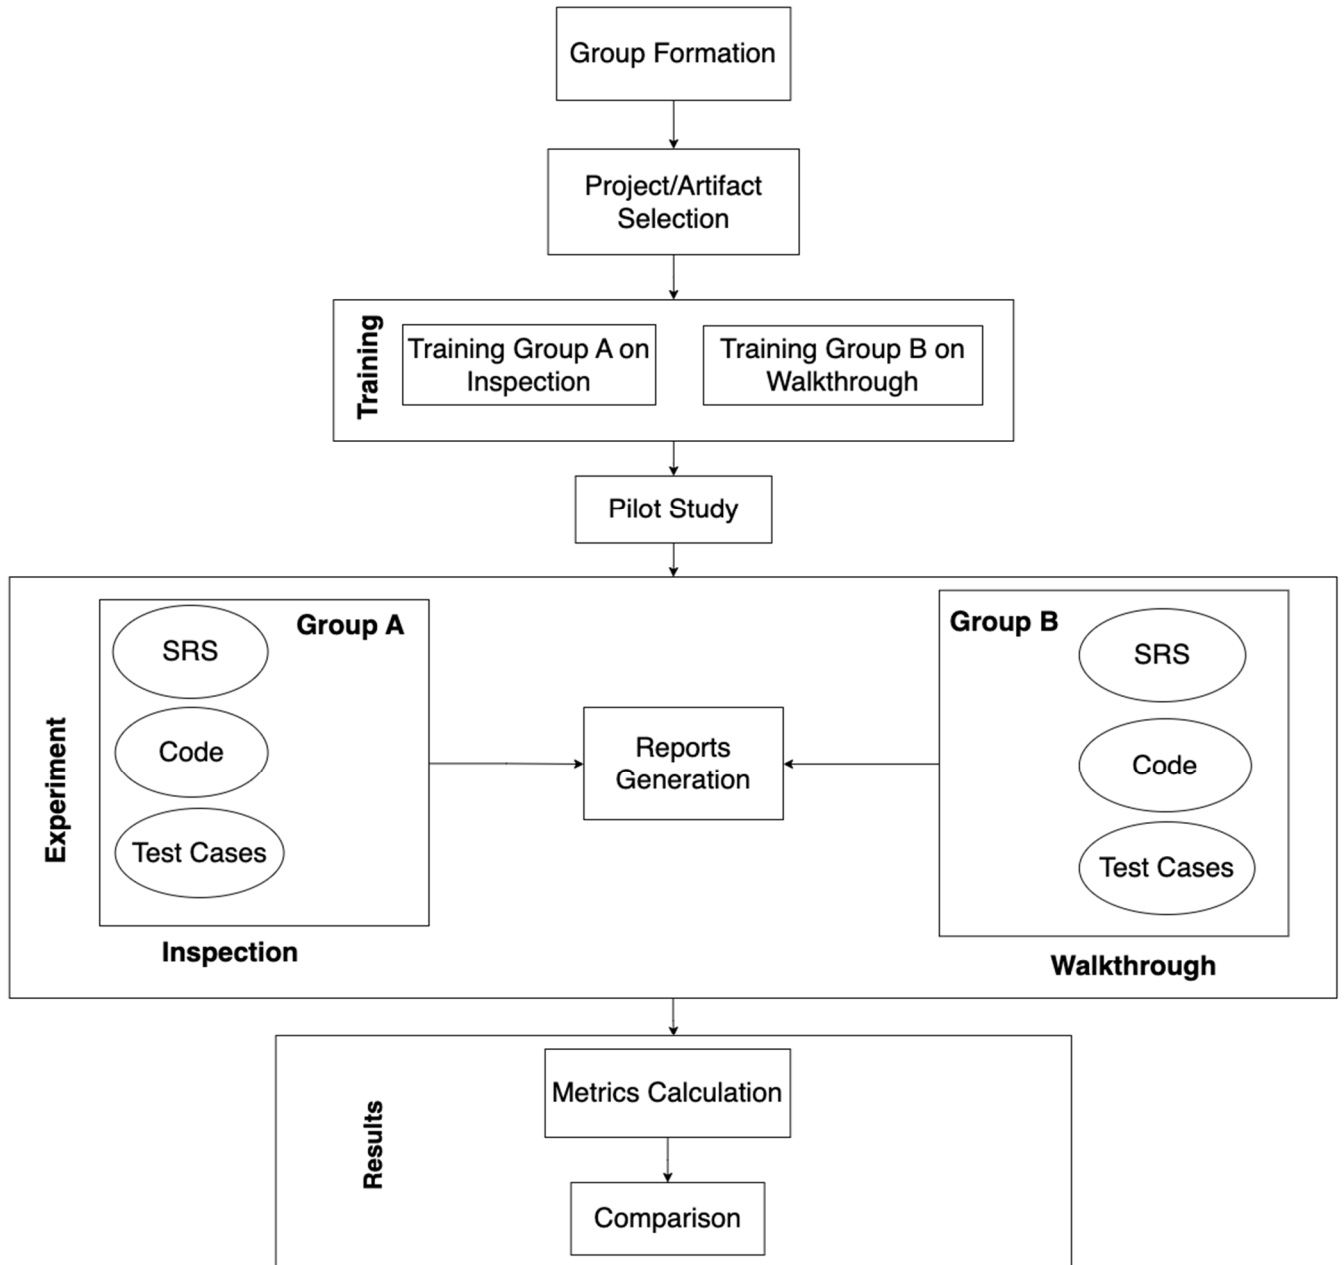 Group Formation
Project/Artifact
Selection
Training
Training Group A on
Inspection
Training Group B on
Walkthrough
Pilot Study
Experiment
Group A
SRS
Code
Test Cases
Inspection
Reports
Generation
Group B
SRS
Code
Test Cases
Walkthrough
Results
Metrics Calculation
Comparison